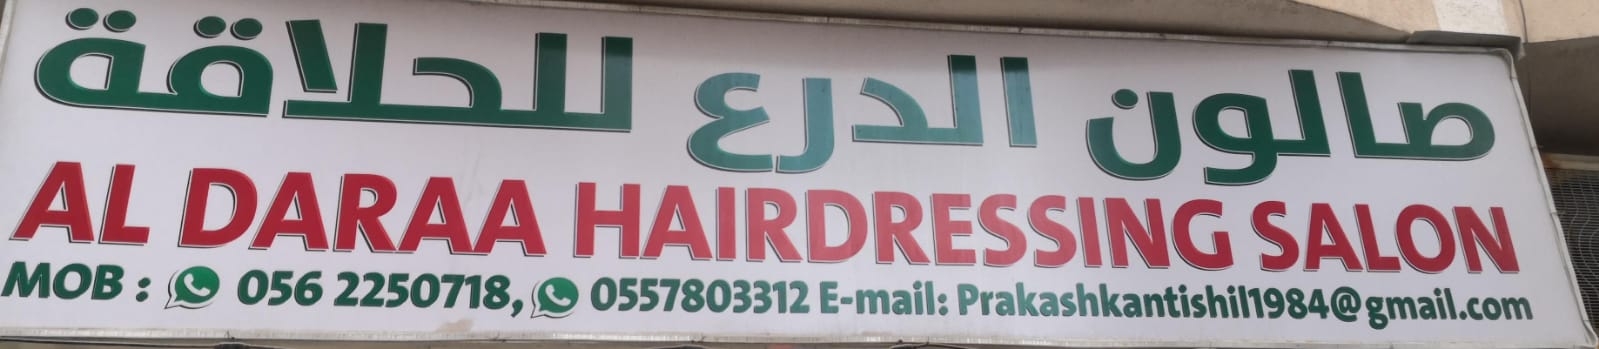 صالون الدرع للحلاقة
AL DARAA HAIRDRESSING SALON
MOB : 056 2250718, 0557803312 E-mail: Prakashkantishil1984@gmail.com